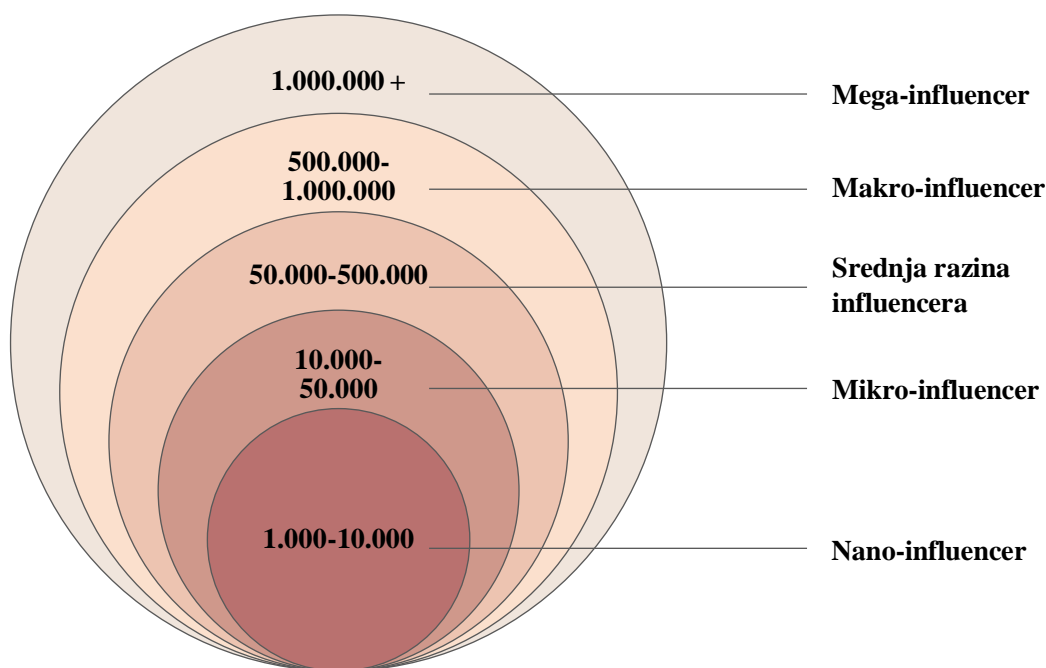 1.000.000 +
Mega-influencer
500.000-
1.000.000
Makro-influencer
50.000-500.000
Srednja razina
influencera
10.000-
50.000
Mikro-influencer
1.000-10.000
Nano-influencer